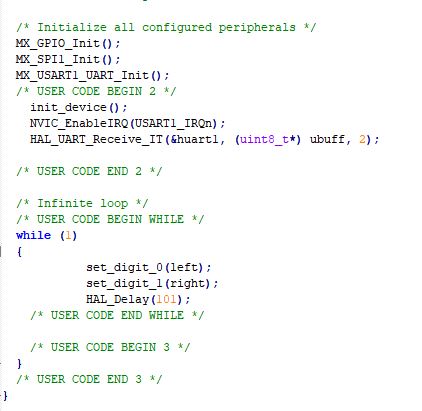 /* Initialize all configured peripherals */
MX_GPIO_Init();
MX_SPI1_Init();
MX_USART1_UART_Init();
/* USER CODE BEGIN 2 */
init_device();
NVIC_EnableIRQ(USART1_IRQn);
HAL_UART_Receive_IT(&huart1, (uint8_t*) ubuff, 2);
/* USER CODE END 2 */
/* Infinite loop */
/* USER CODE BEGIN WHILE */
while (1)
{
set_digit_0(left);
set_digit_1(right);
HAL_Delay(101);
/* USER CODE END WHILE */
/* USER CODE BEGIN 3 */
}
/* USER CODE END 3 */
}